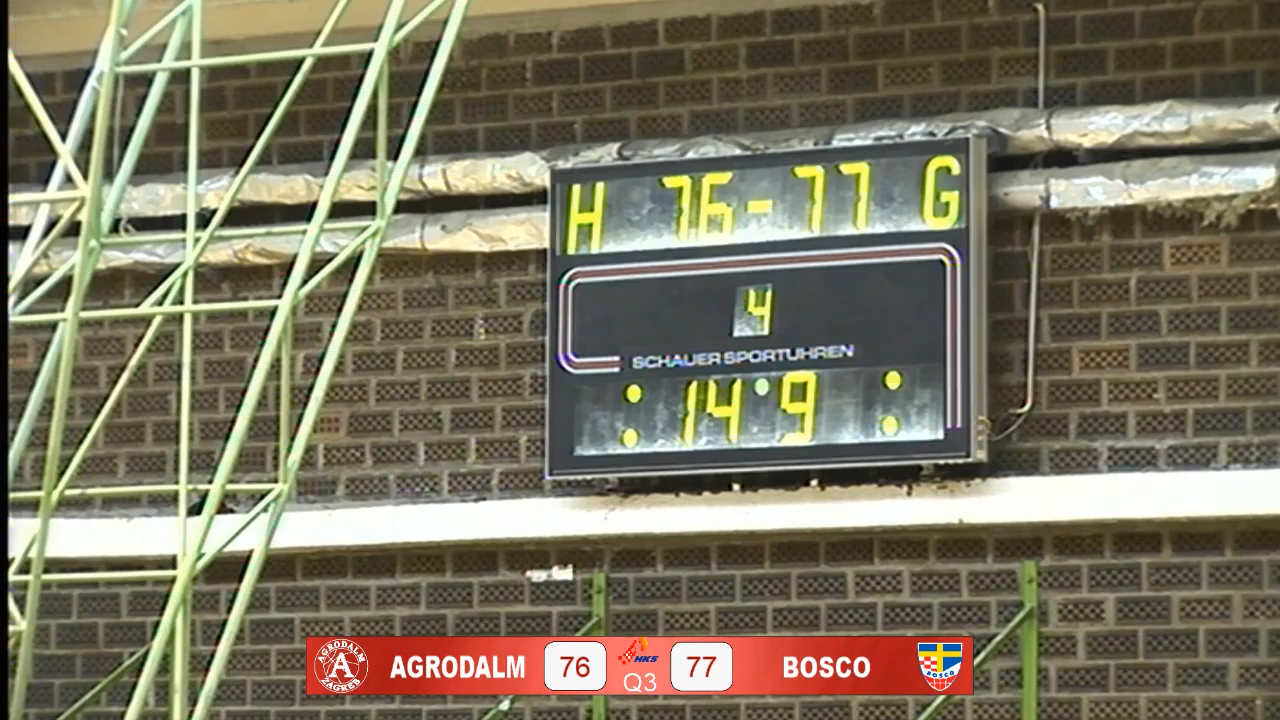 H 76-77 G
4
SCHAUER SPORTUHREN
: 14 9 :
AGRODALM
A
ZAGREB
AGRODALM 76 HKS 77 BOSCO
Q3
BOSCO